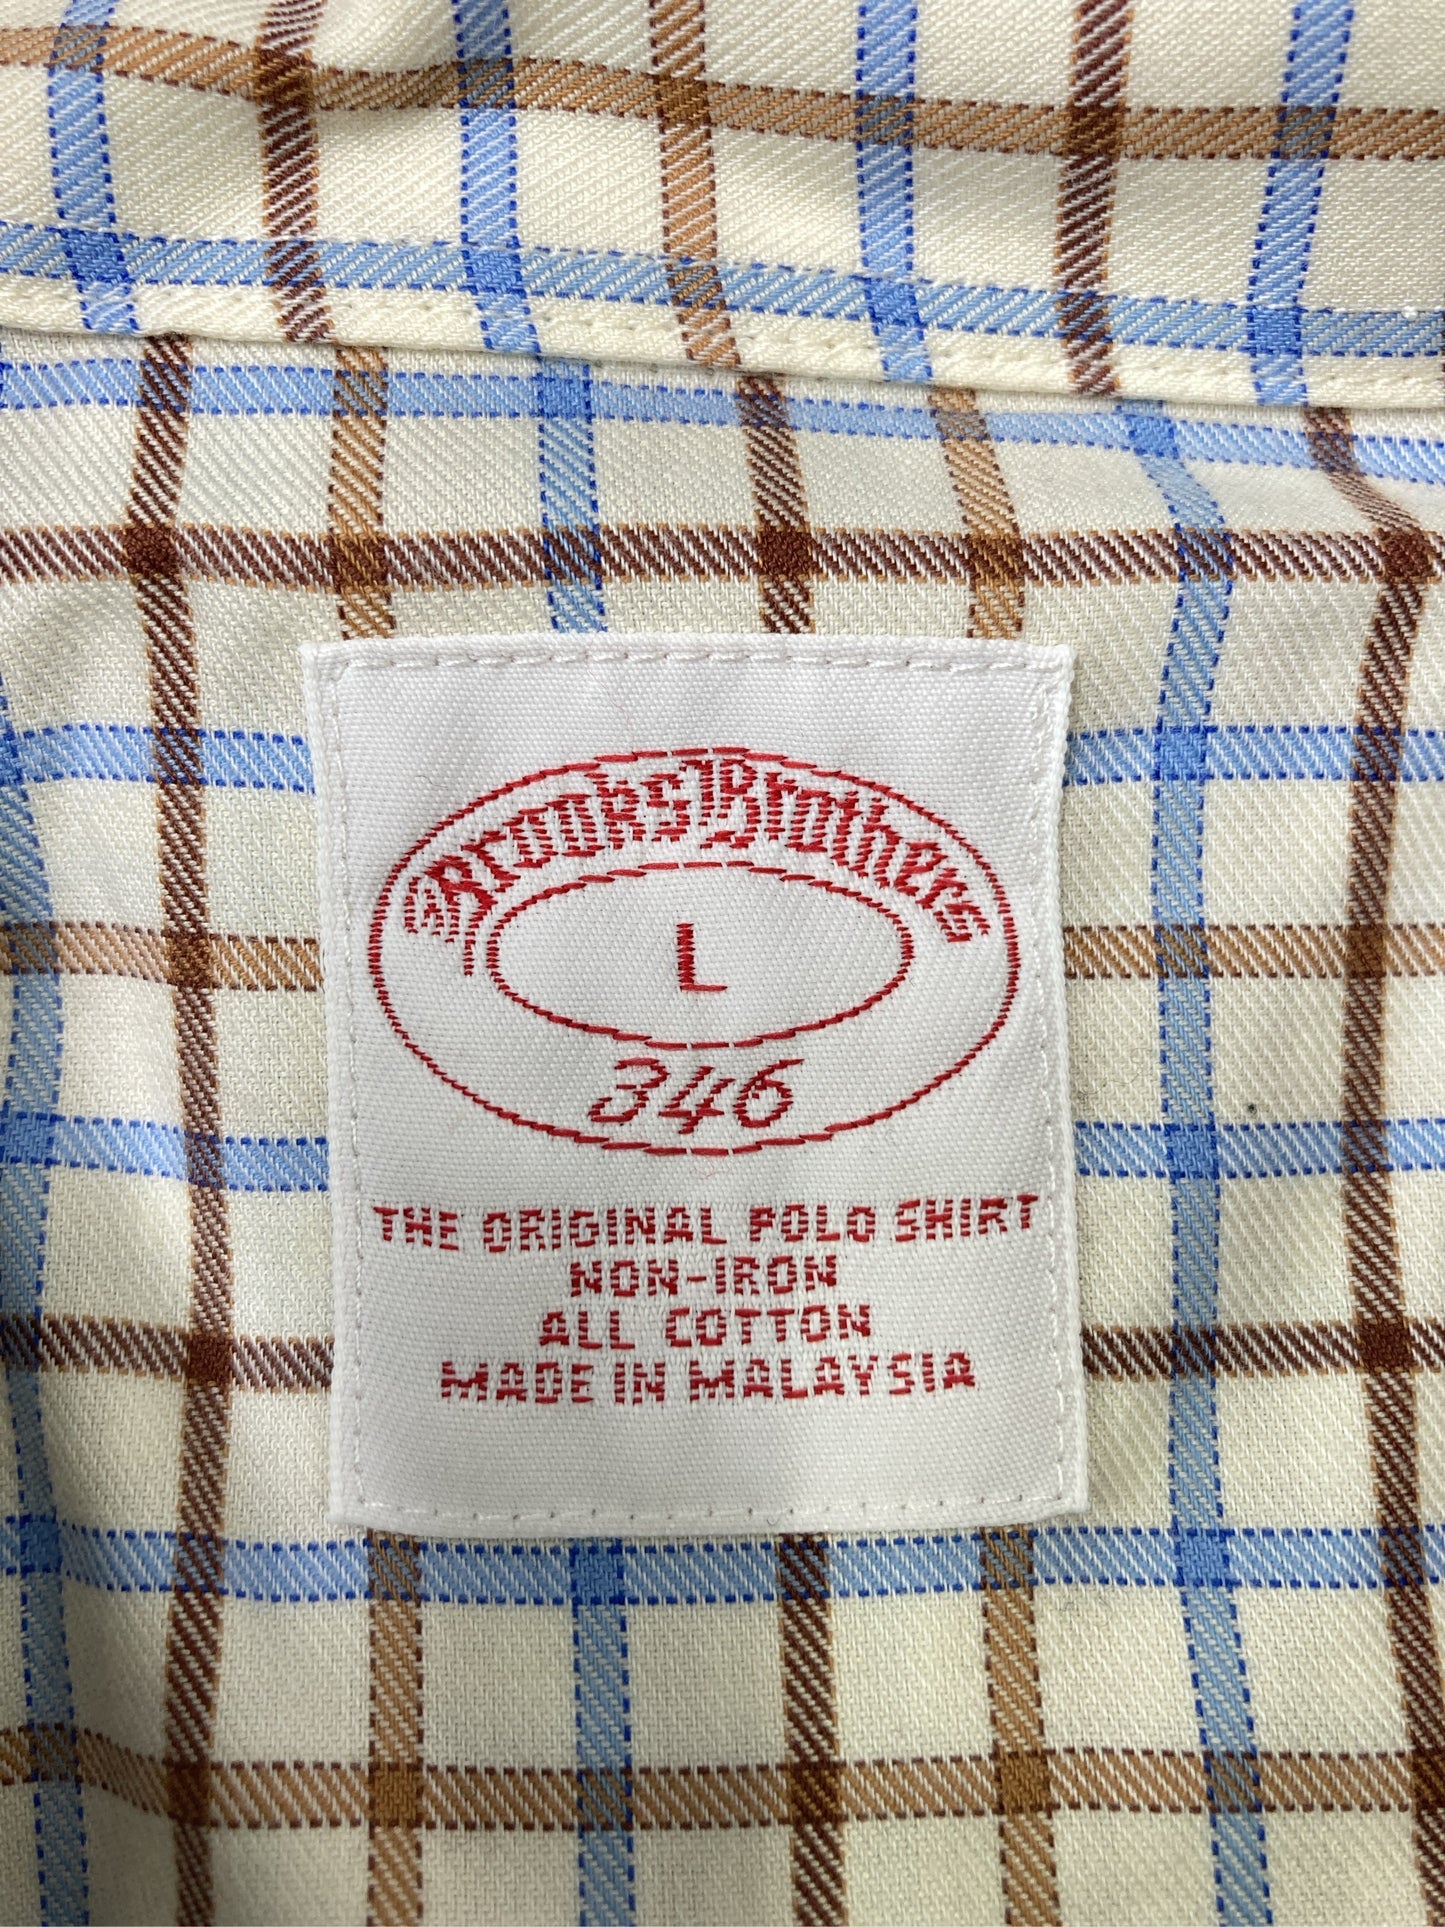 Brooks Brothers
L
346
THE ORIGINAL POLO SHIRT
NON-IRON
ALL COTTON
MADE IN MALAYSIA